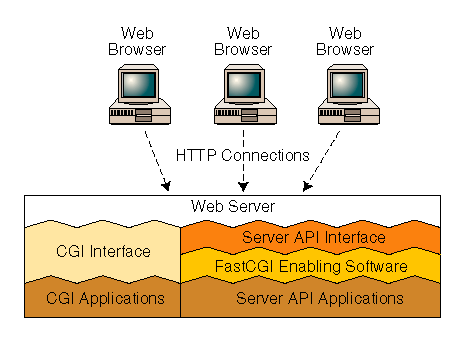 Web
Browser
Web
Browser
Web
Browser
HTTP Connections
Web Server
CGI Interface
Server API Interface
FastCGI Enabling Software
CGI Applications
Server API Applications